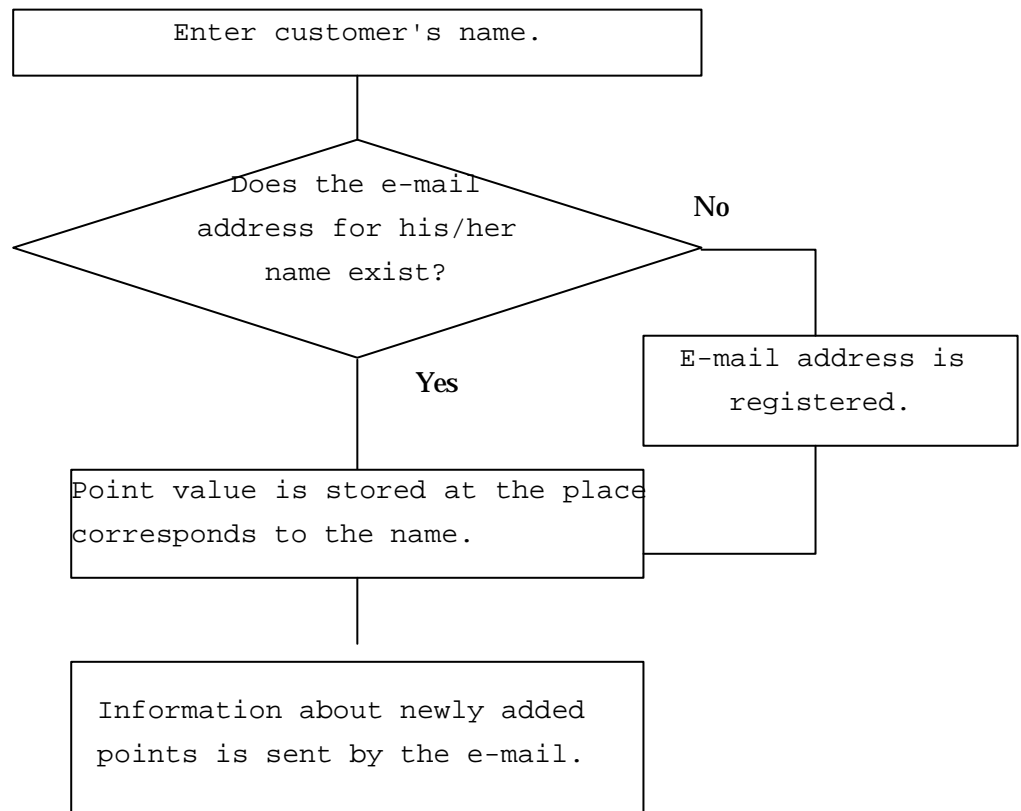 Enter customer's name.
Does the e-mail
address for his/her
name exist?
No
E-mail address is
registered.
Yes
Point value is stored at the place
corresponds to the name.
Information about newly added
points is sent by the e-mail.